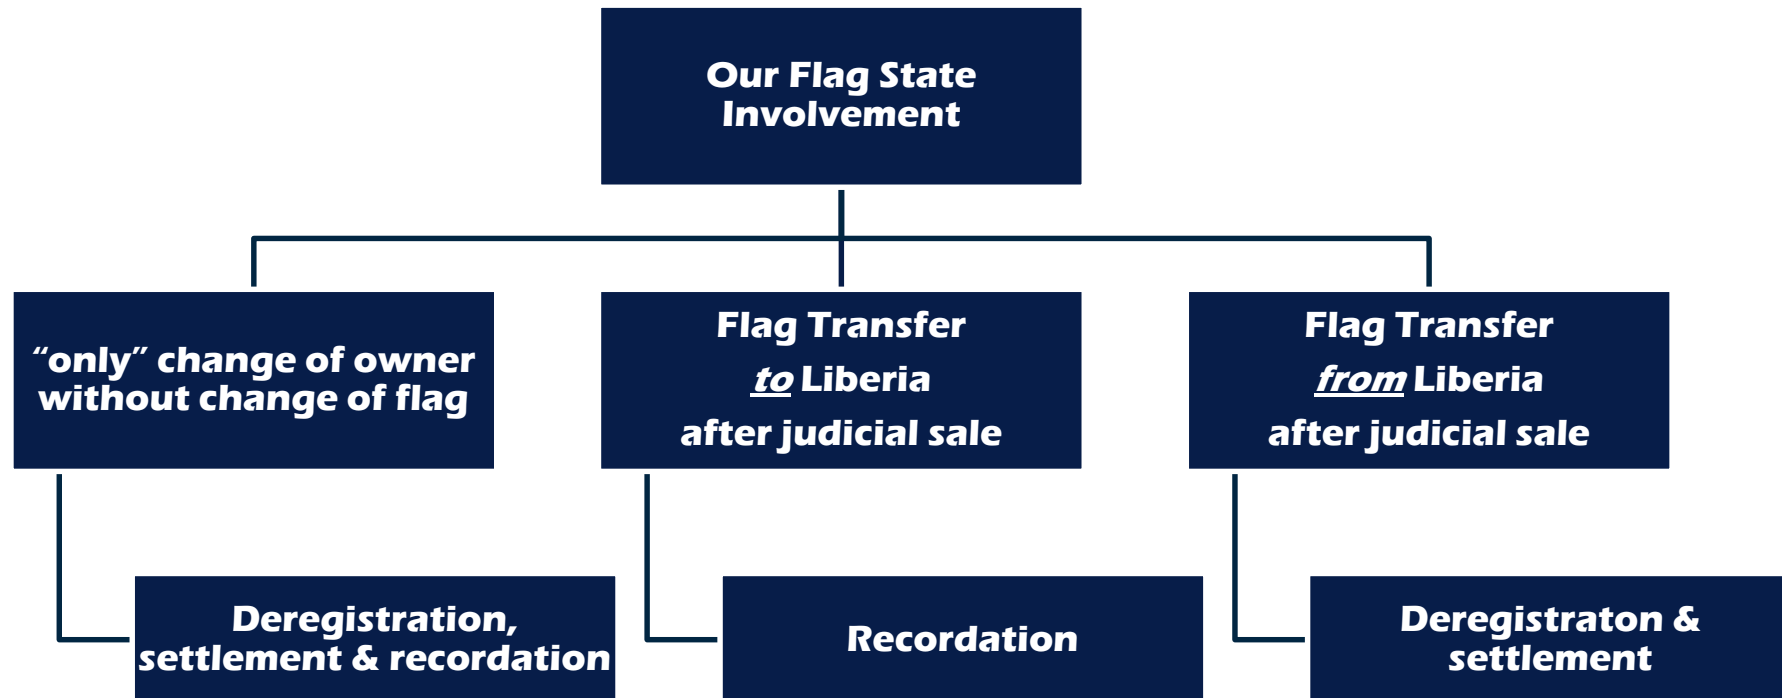 Our Flag State
Involvement
“only” change of owner
without change of flag
Flag Transfer
to Liberia
after judicial sale
Flag Transfer
from Liberia
after judicial sale
Deregistration,
settlement & recordation
Recordation
Deregistraton &
settlement